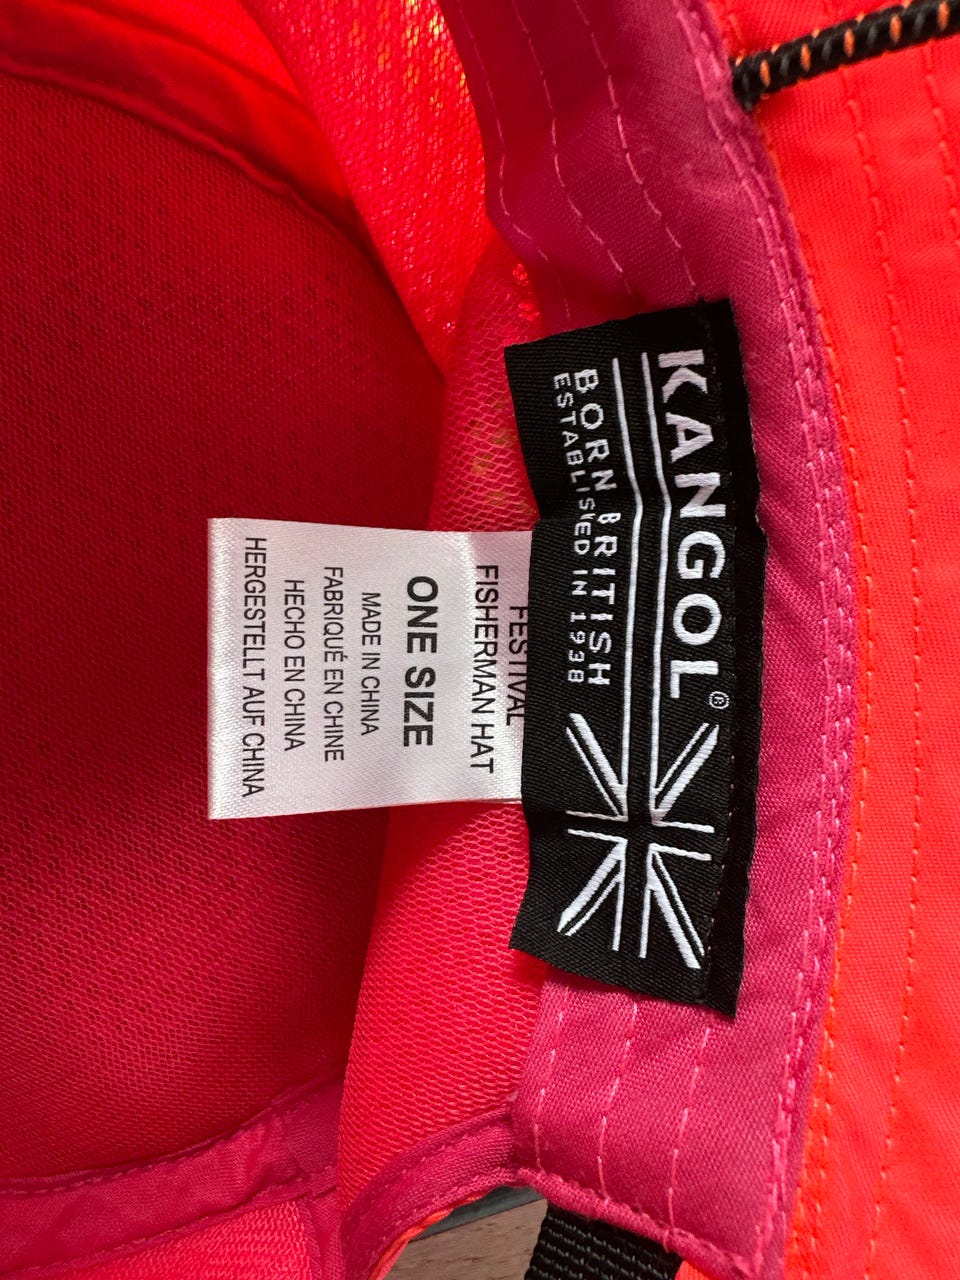 KANGOL®
BORN BRITISH
ESTABLISHED IN 1938
FESTIVAL
FISHERMAN HAT
ONE SIZE
MADE IN CHINA
FABRIQUÉ EN CHINE
HECHO EN CHINA
HERGESTELLT AUF CHINA